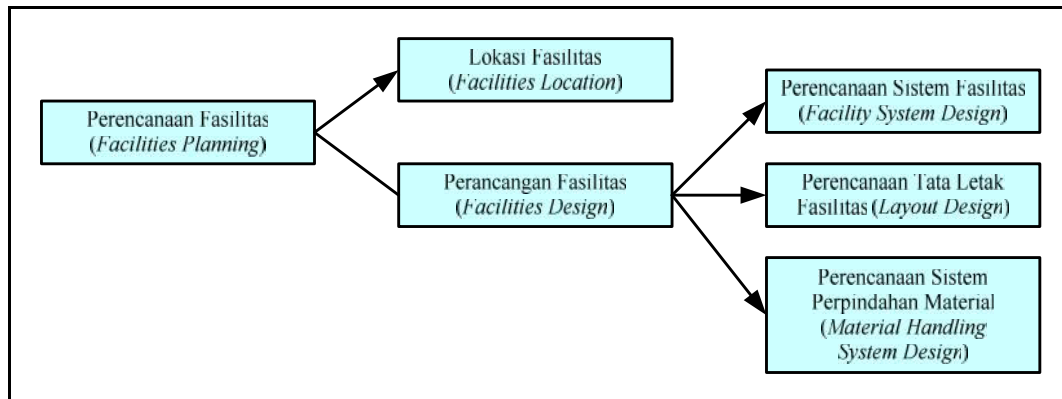 Perencanaan Fasilitas
(Facilities Planning)
Lokasi Fasilitas
(Facilities Location)
Perancangan Fasilitas
(Facilities Design)
Perencanaan Sistem Fasilitas
(Facility System Design)
Perencanaan Tata Letak
Fasilitas (Layout Design)
Perencanaan Sistem
Perpindahan Material
(Material Handling
System Design)